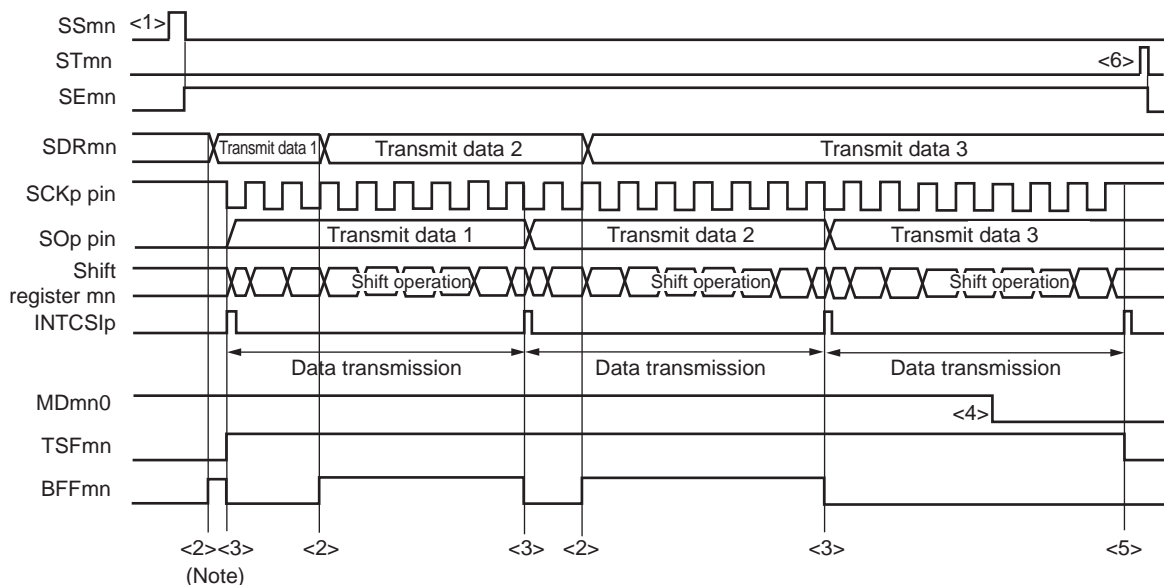 SSmn <1>
STmn <6>
SEmn
SDRmn Transmit data 1 Transmit data 2 Transmit data 3
SCKp pin
SOp pin Transmit data 1 Transmit data 2 Transmit data 3
Shift
register mn Shift operation Shift operation Shift operation
INTCSIp
Data transmission Data transmission Data transmission
MDmn0 <4>
TSFmn
BFFmn
<2> <3> <2> <3> <2> <3> <5>
(Note)